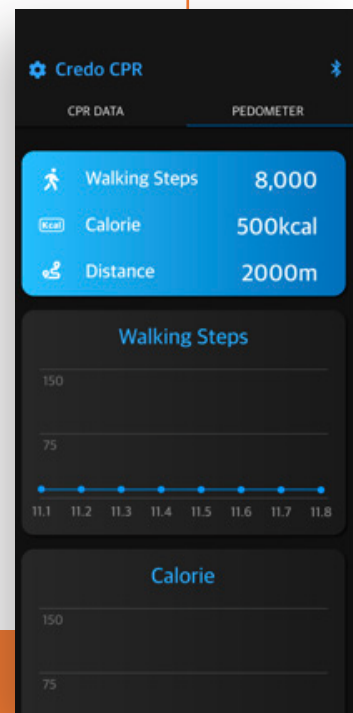 Credo CPR
CPR DATA PEDOMETER
Walking Steps 8,000
Kcal Calorie 500kcal
Distance 2000m
Walking Steps
150
75
11.1 11.2 11.3 11.4 11.5 11.6 11.7 11.8
Calorie
150
75